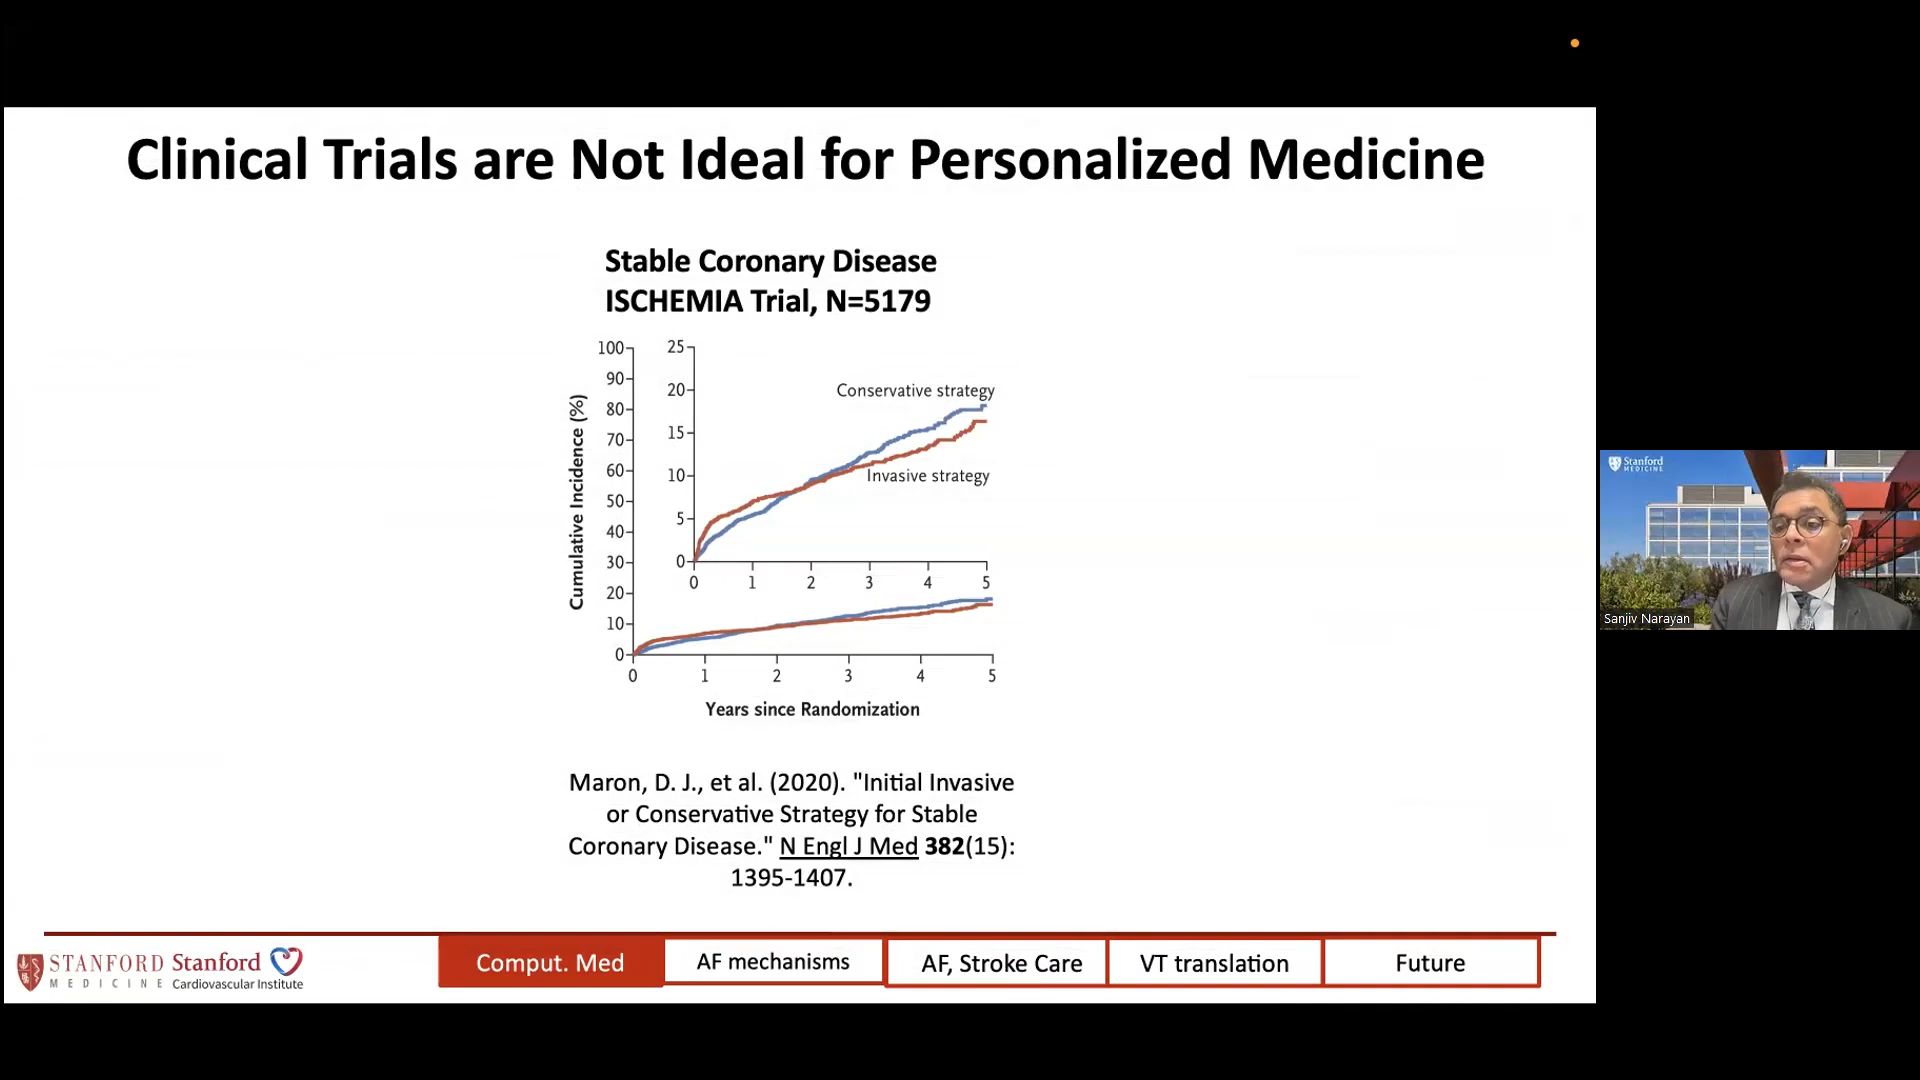 Clinical Trials are Not Ideal for Personalized Medicine
Stable Coronary Disease
ISCHEMIA Trial, N=5179
Cumulative Incidence (%)
100
90
80
70
60
50
40
30
20
10
0
25
20
15
10
5
0
Conservative strategy
Invasive strategy
0 1 2 3 4 5
0 1 2 3 4 5
Years since Randomization
Maron, D. J., et al. (2020). "Initial Invasive
or Conservative Strategy for Stable
Coronary Disease." N Engl J Med 382(15):
1395-1407.
STANFORD
MEDICINE
Stanford
Cardiovascular Institute
Comput. Med
AF mechanisms
AF, Stroke Care
VT translation
Future
Stanford
MEDICINE
Sanjiv Narayan